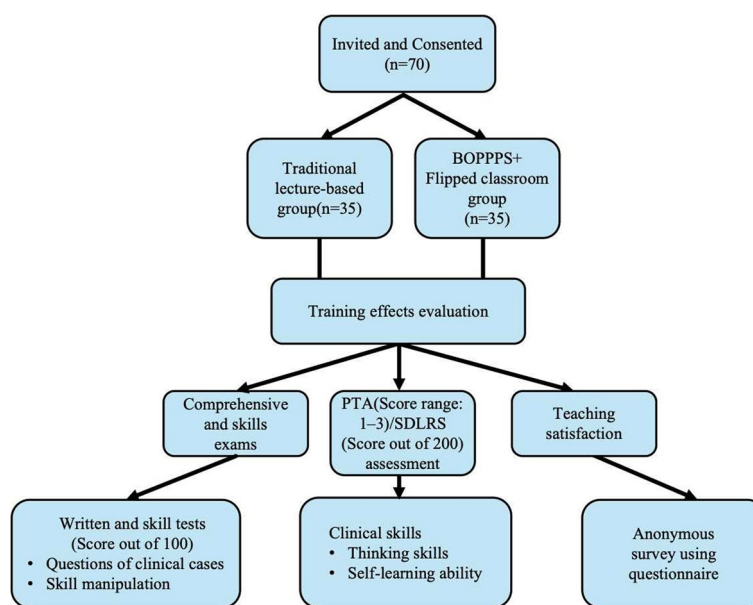 Invited and Consented
(n=70)
Traditional
lecture-based
group(n=35)
BOPPPS+
Flipped classroom
group
(n=35)
Training effects evaluation
Comprehensive
and skills
exams
PTA(Score range:
1–3)/SDLRS
(Score out of 200)
assessment
Teaching
satisfaction
Written and skill tests
(Score out of 100)
• Questions of clinical cases
• Skill manipulation
Clinical skills
• Thinking skills
• Self-learning ability
Anonymous
survey using
questionnaire